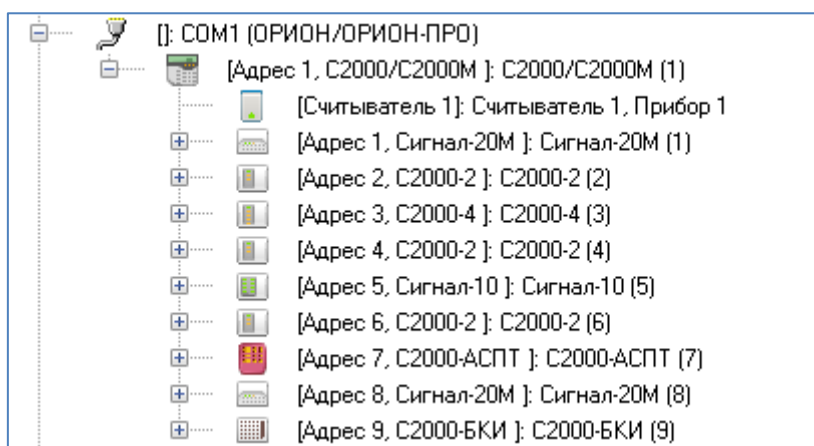 []: COM1 (ОРИОН/ОРИОН-ПРО)
[Адрес 1, С2000/С2000М ]: С2000/С2000М (1)
[Считыватель 1]: Считыватель 1, Прибор 1
[Адрес 1, Сигнал-20М ]: Сигнал-20М (1)
[Адрес 2, С2000-2 ]: С2000-2 (2)
[Адрес 3, С2000-4 ]: С2000-4 (3)
[Адрес 4, С2000-2 ]: С2000-2 (4)
[Адрес 5, Сигнал-10 ]: Сигнал-10 (5)
[Адрес 6, С2000-2 ]: С2000-2 (6)
[Адрес 7, С2000-АСПТ ]: С2000-АСПТ (7)
[Адрес 8, Сигнал-20М ]: Сигнал-20М (8)
[Адрес 9, С2000-БКИ ]: С2000-БКИ (9)